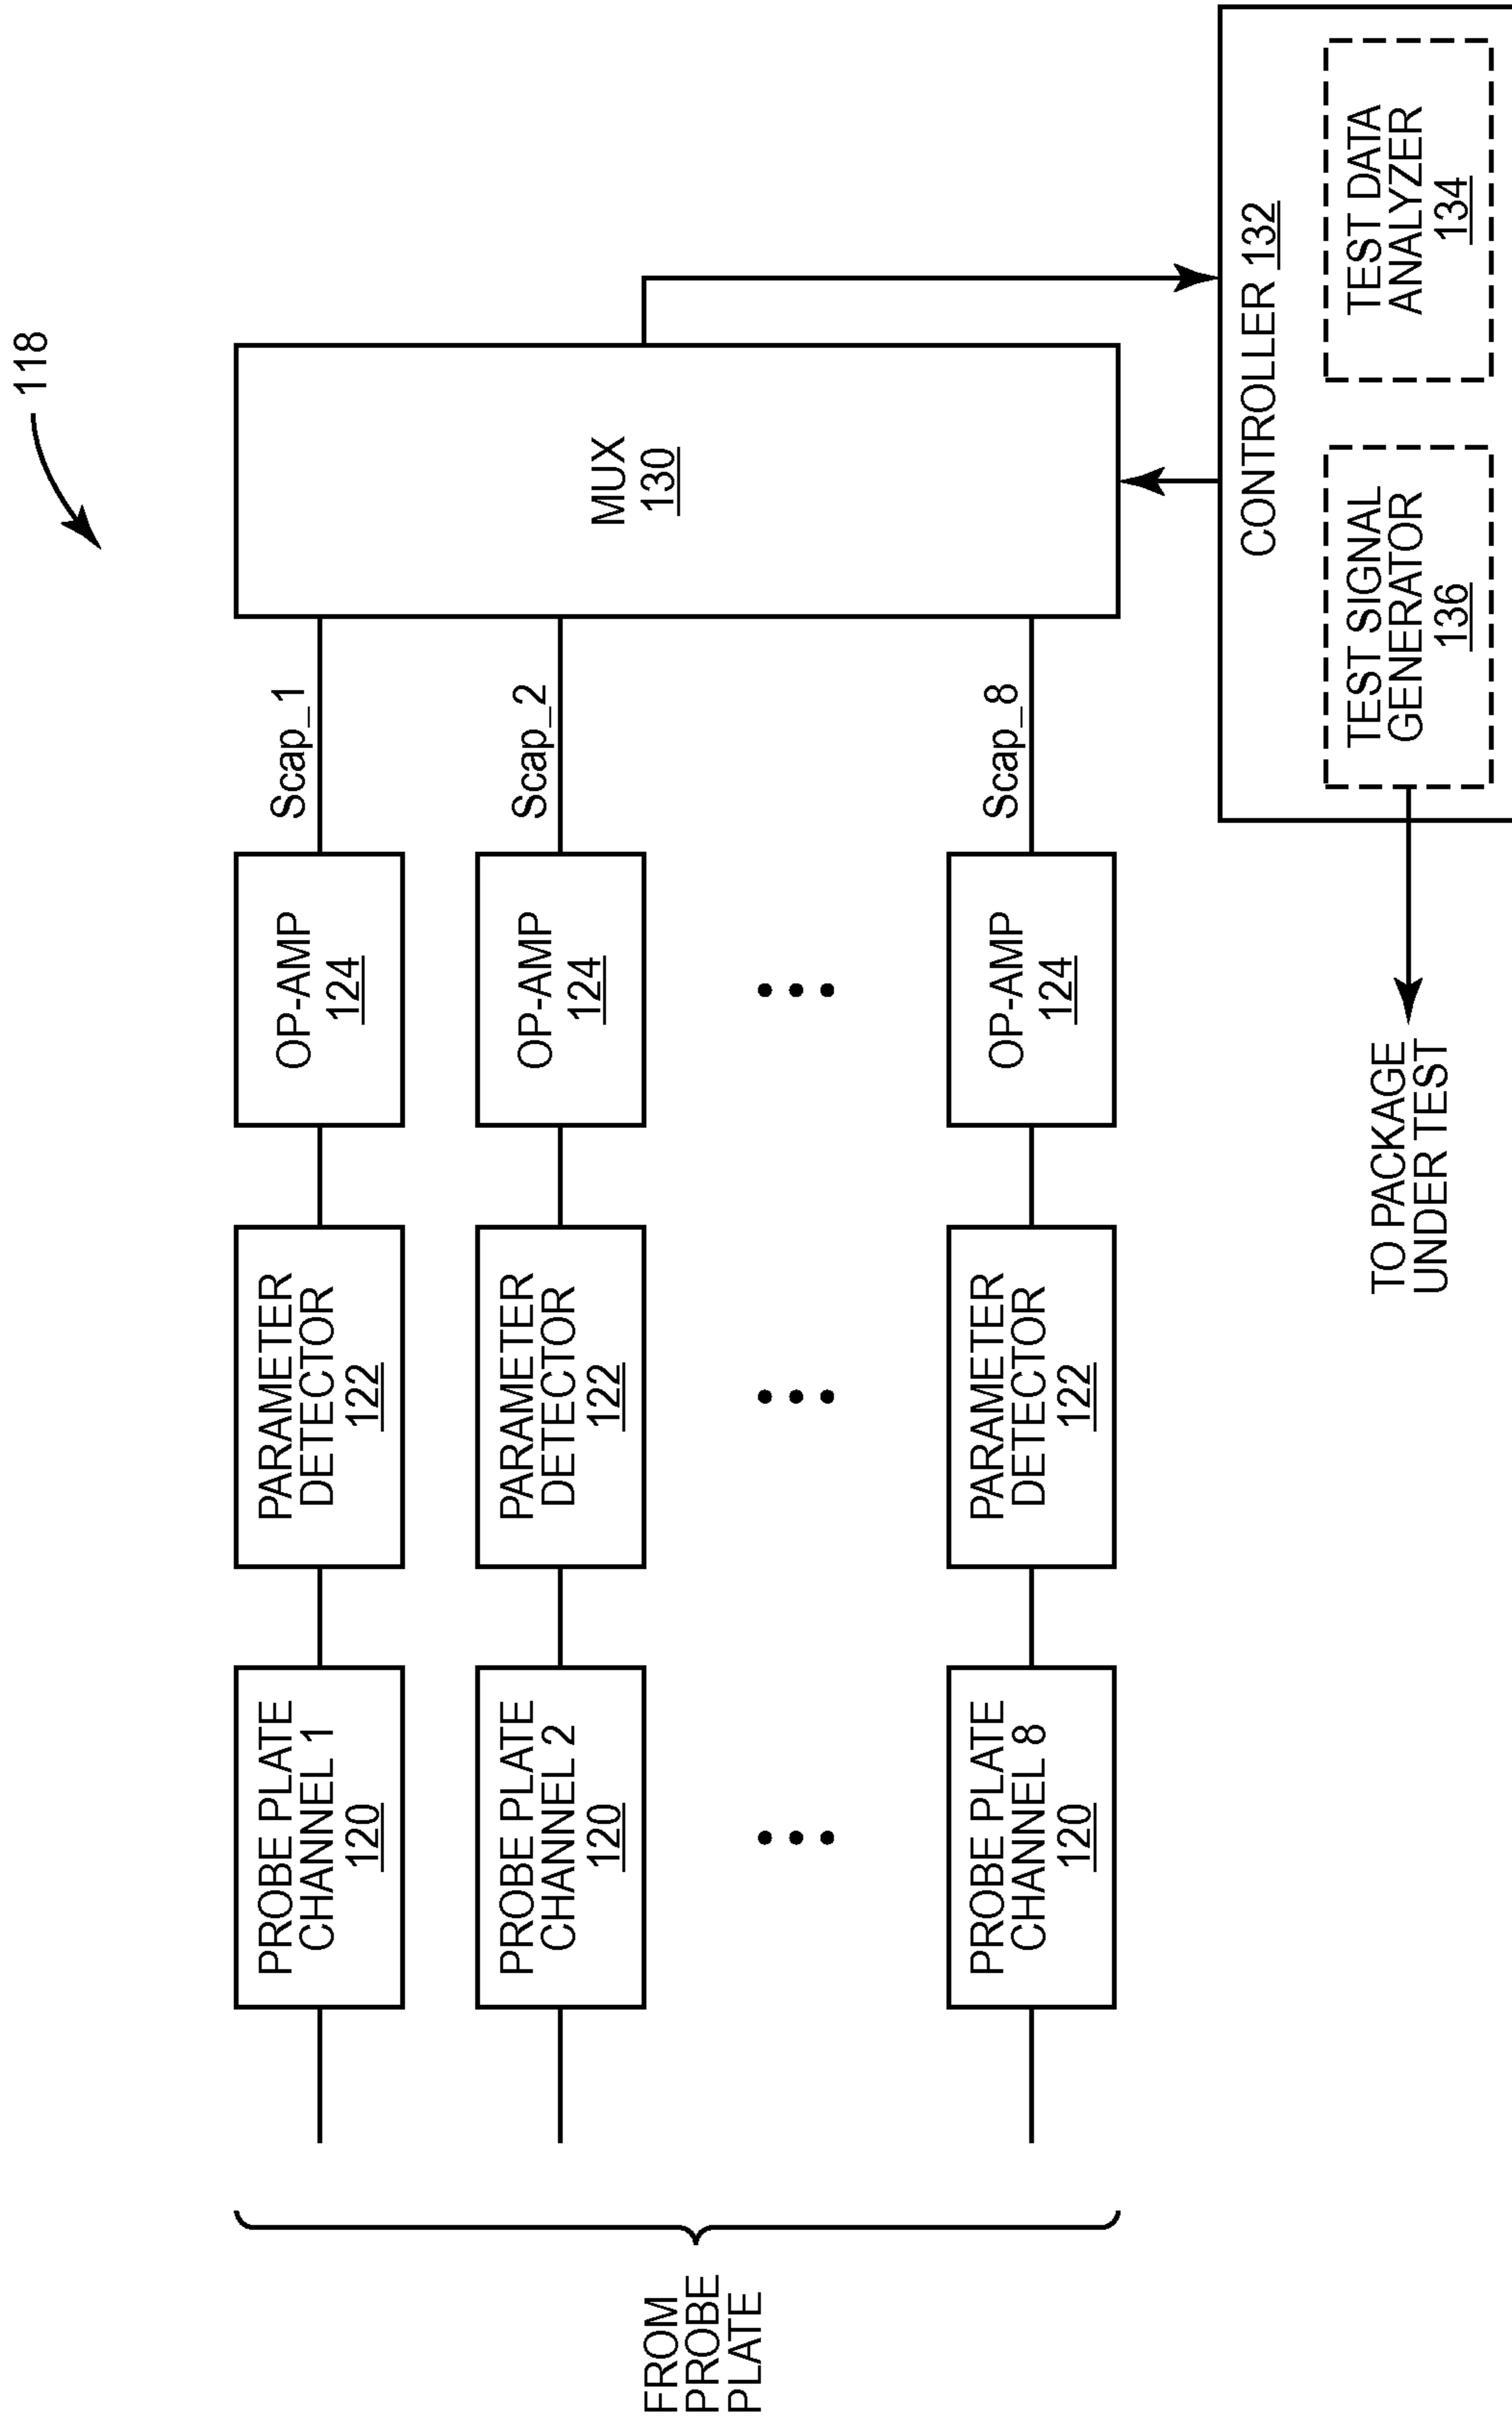 118
FROM
PROBE
PLATE
PROBE PLATE
CHANNEL 1
120
PARAMETER
DETECTOR
122
OP-AMP
124
Scap_1
PROBE PLATE
CHANNEL 2
120
PARAMETER
DETECTOR
122
OP-AMP
124
Scap_2
PROBE PLATE
CHANNEL 8
120
PARAMETER
DETECTOR
122
OP-AMP
124
Scap_8
MUX
130
CONTROLLER 132
TEST SIGNAL
GENERATOR
136
TEST DATA
ANALYZER
134
TO PACKAGE
UNDER TEST